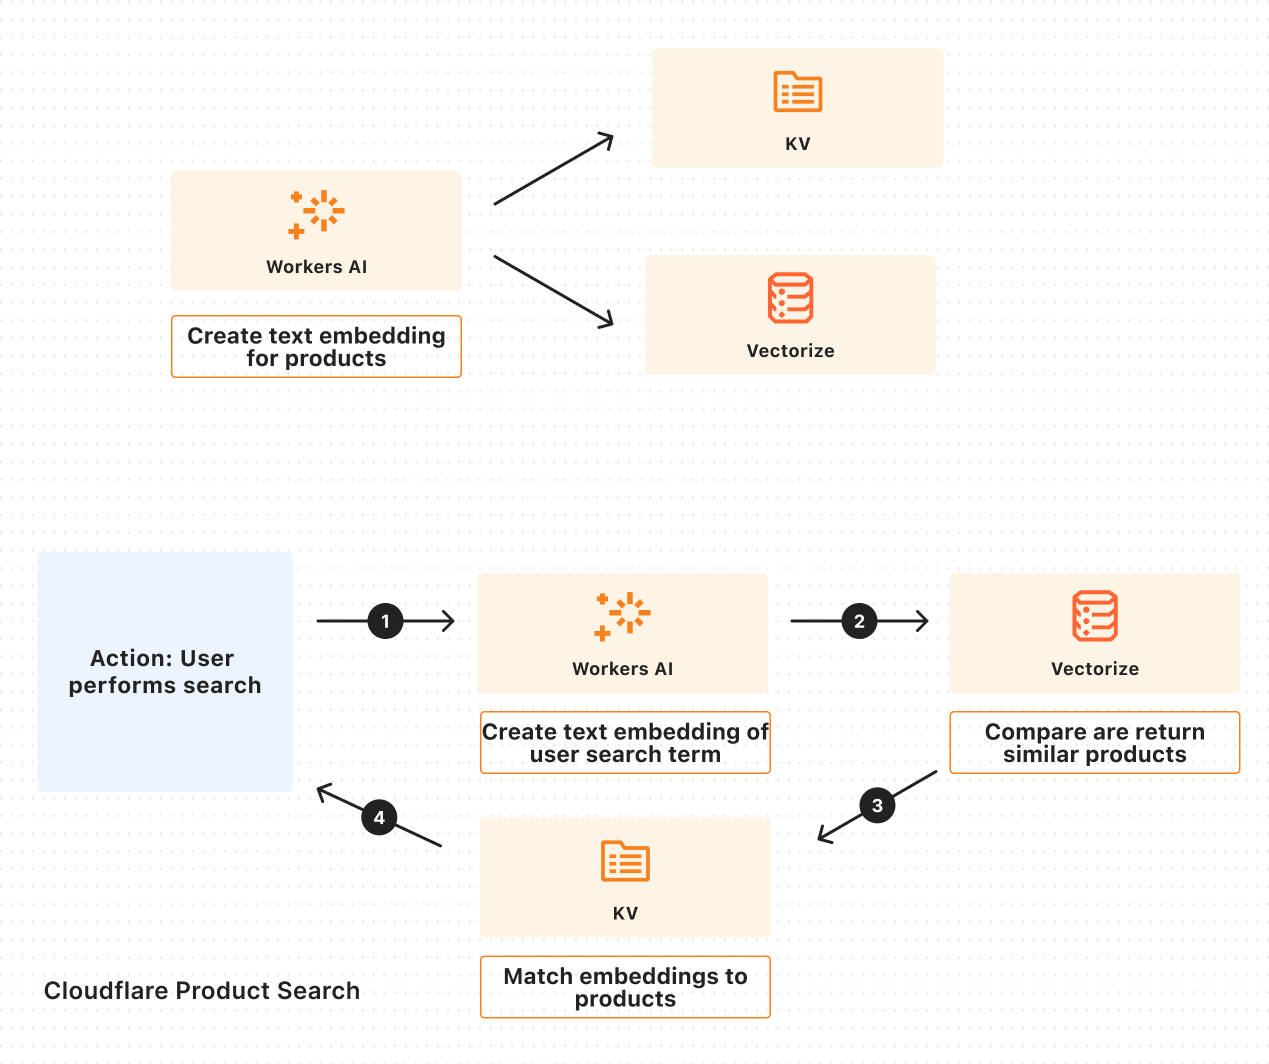 KV
Workers AI
Create text embedding
for products
Vectorize
Action: User
performs search
1
Workers AI
Create text embedding of
user search term
2
Vectorize
Compare are return
similar products
3
4
KV
Match embeddings to
products
Cloudflare Product Search